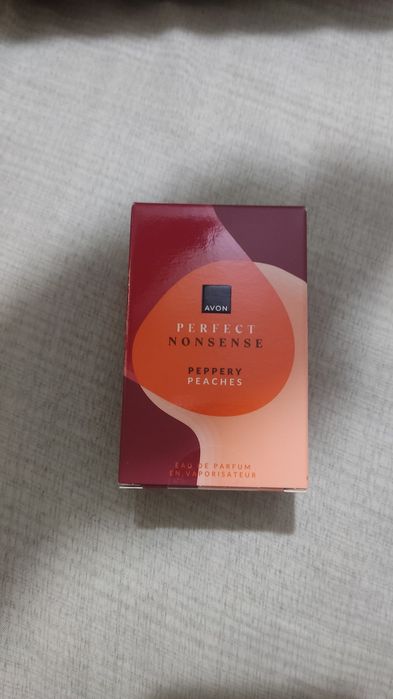 AVON
PERFECT
NONSENSE
PEPPERY
PEACHES
EAU DE PARFUM
EN VAPORISATEUR